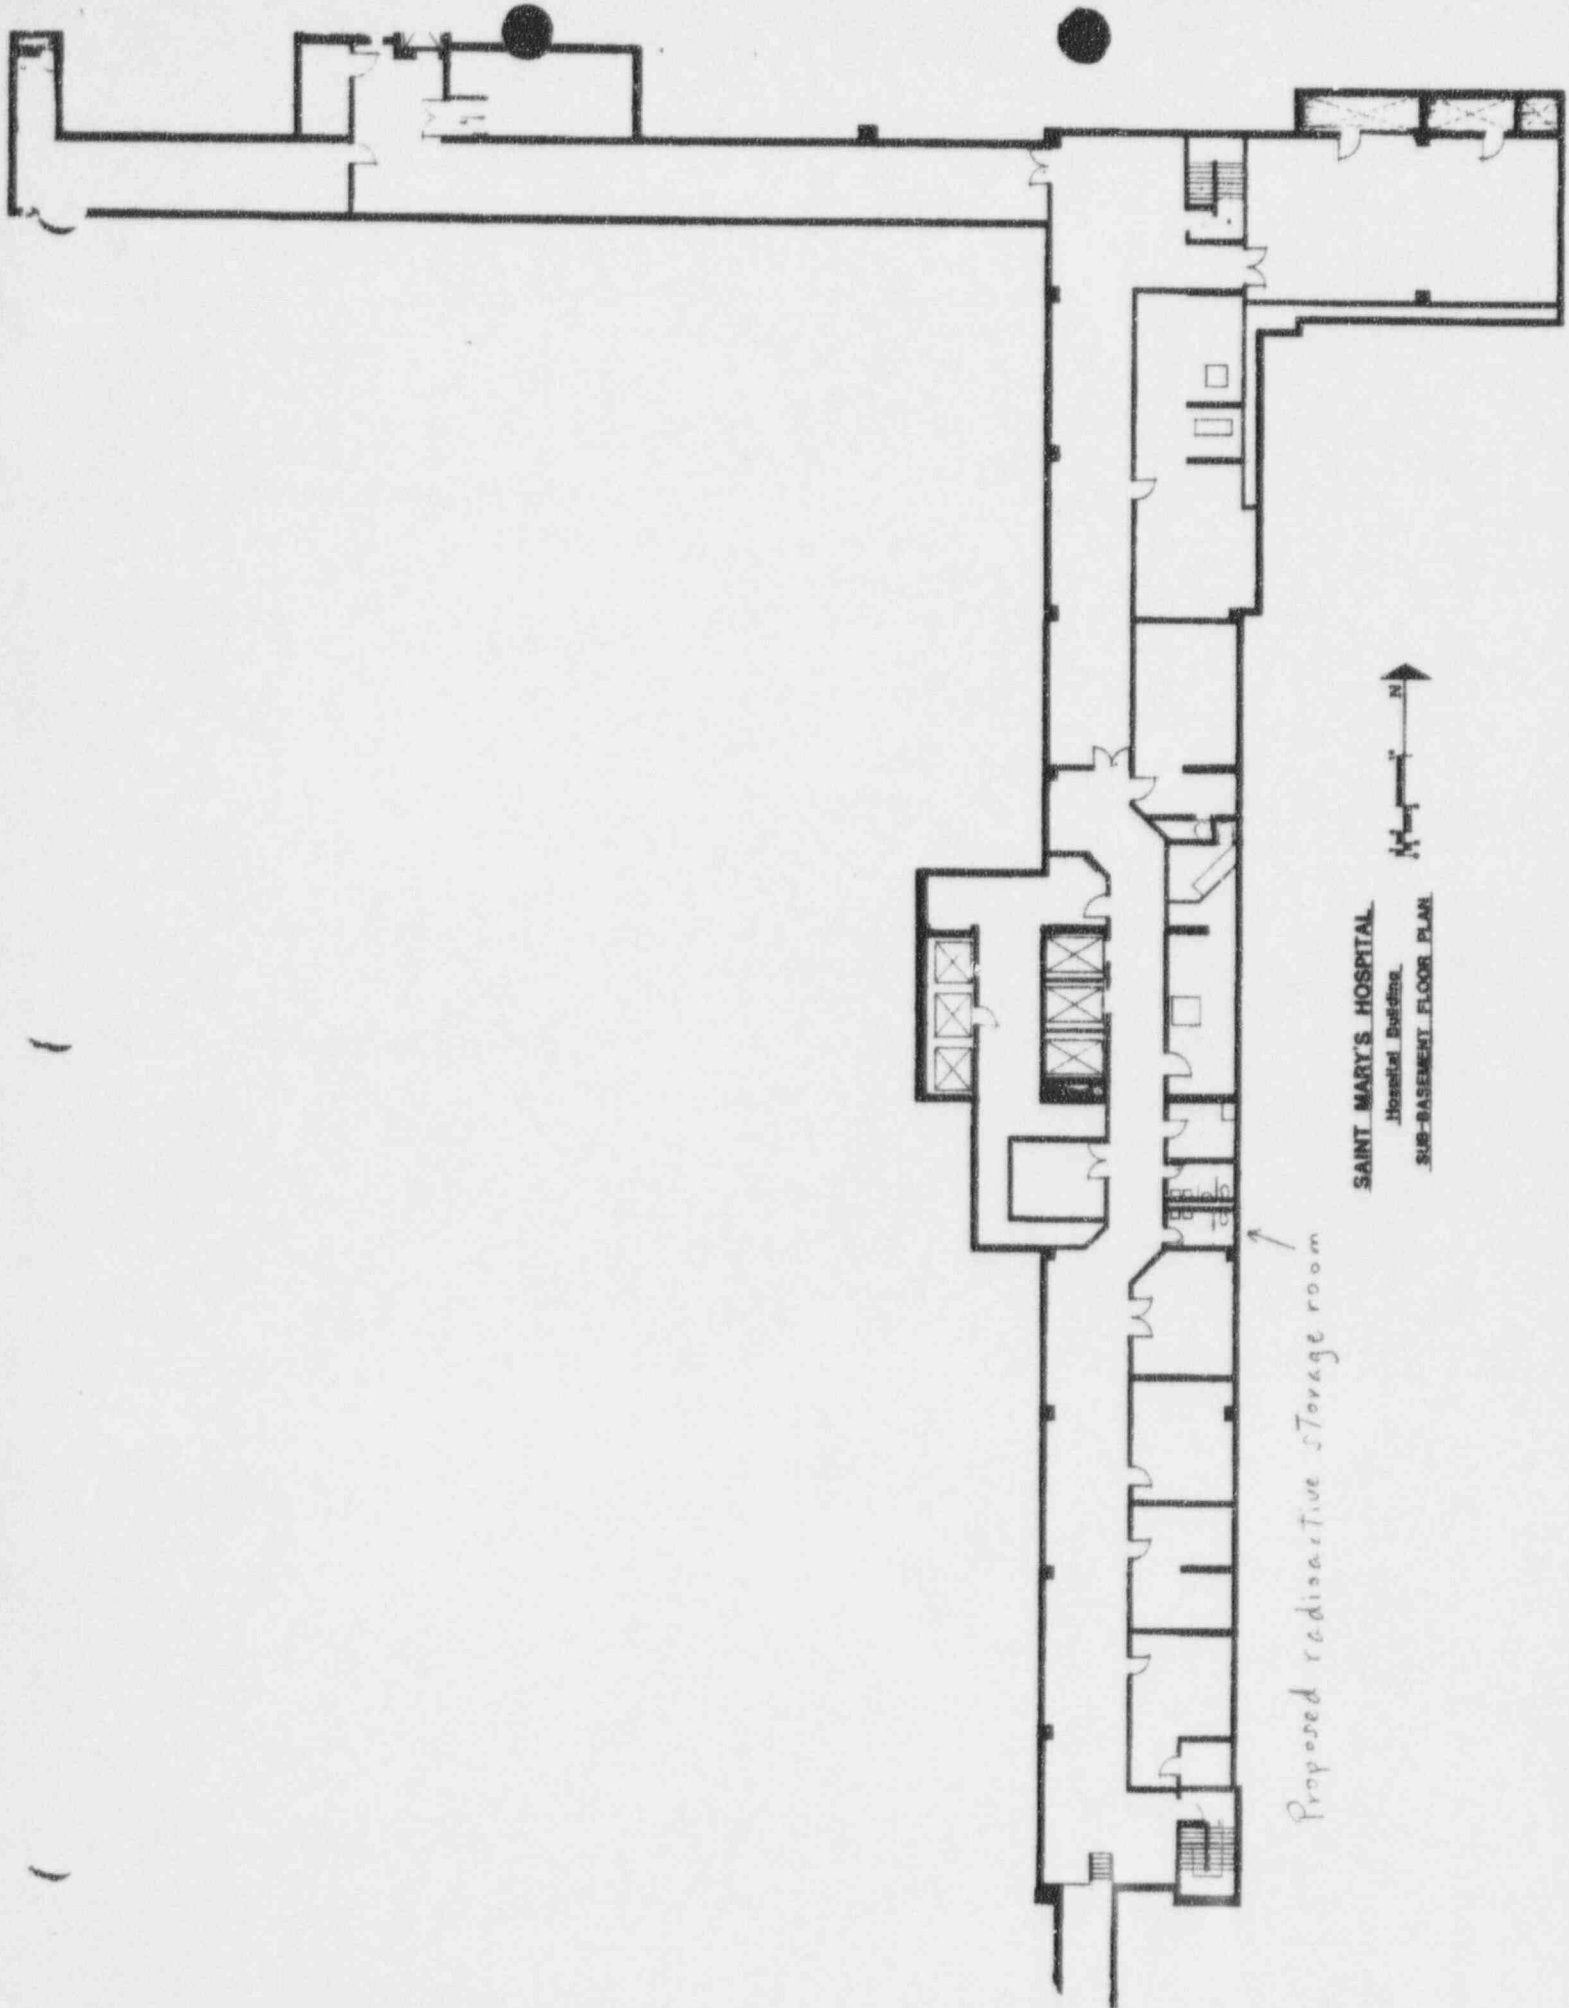 SAINT MARY'S HOSPITAL
Hospital Building
SUB-BASEMENT FLOOR PLAN
N
Proposed radioactive storage room